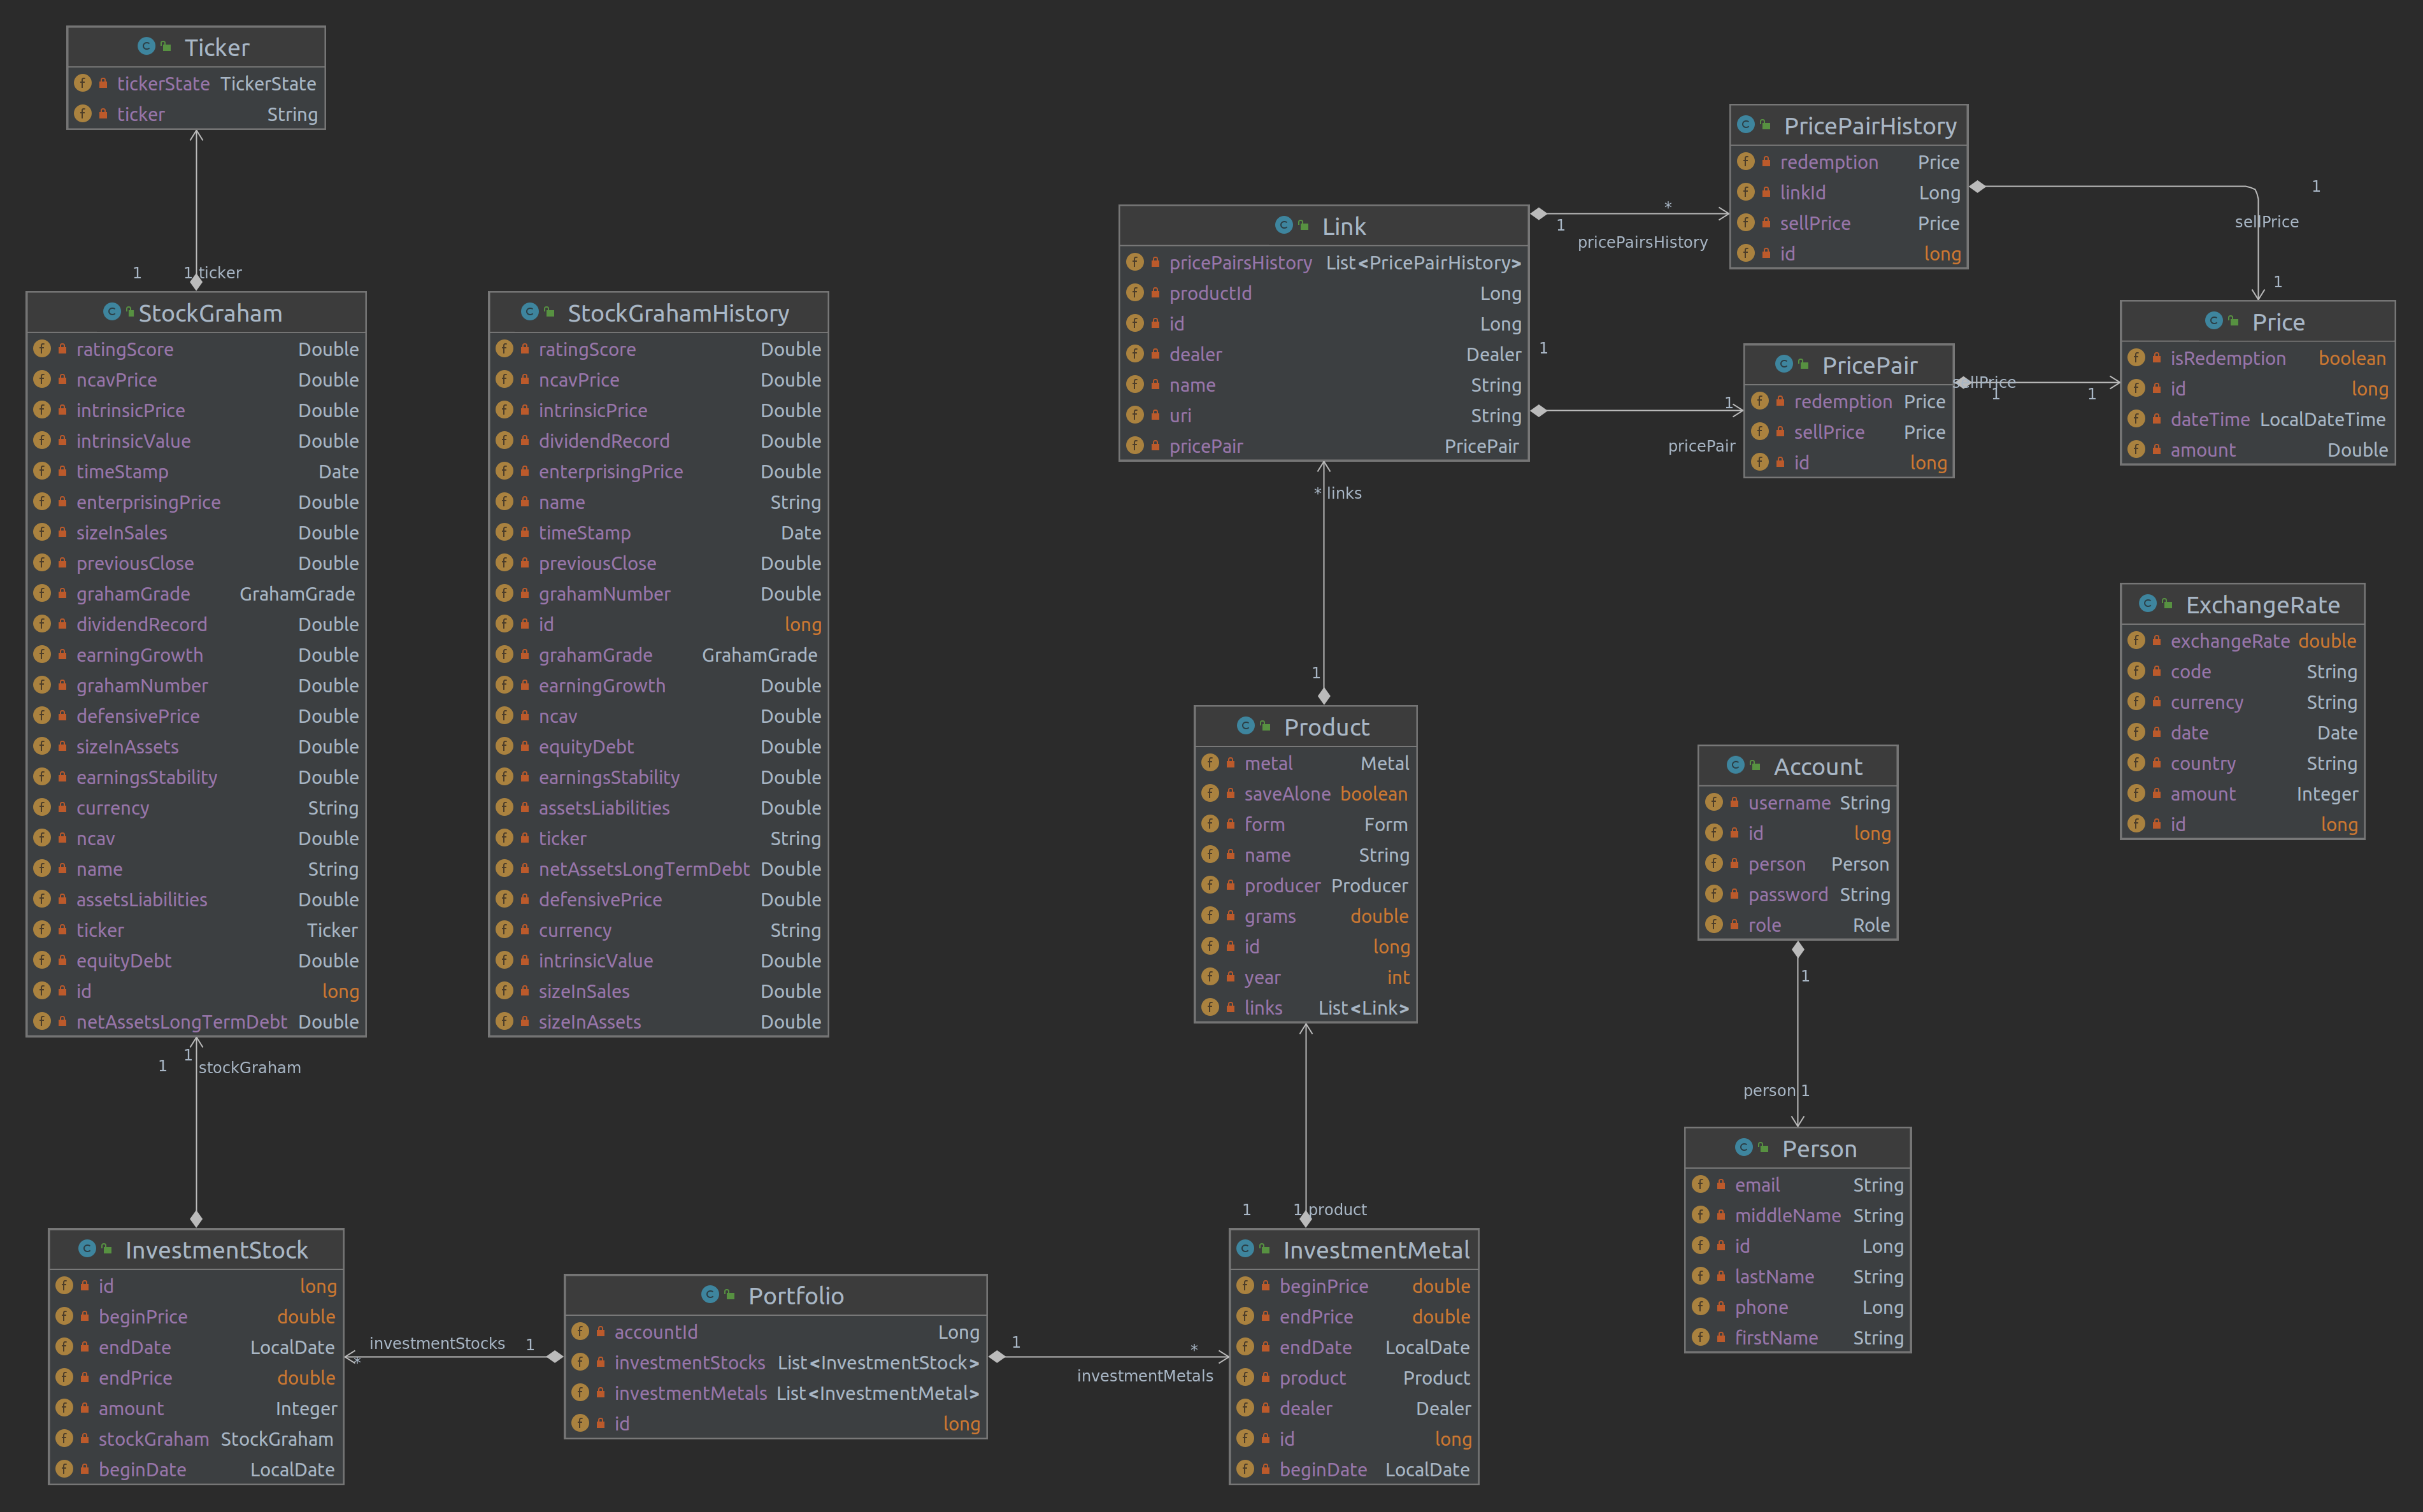 Ticker
tickerState TickerState
ticker String
1 1 ticker
StockGraham
ratingScore Double
ncavPrice Double
intrinsicPrice Double
intrinsicValue Double
timeStamp Date
enterprisingPrice Double
sizeInSales Double
previousClose Double
grahamGrade GrahamGrade
dividendRecord Double
earningGrowth Double
grahamNumber Double
defensivePrice Double
sizeInAssets Double
earningsStability Double
currency String
ncav Double
name String
assetsLiabilities Double
ticker Ticker
equityDebt Double
id long
netAssetsLongTermDebt Double
1 1 stockGraham
StockGrahamHistory
ratingScore Double
ncavPrice Double
intrinsicPrice Double
dividendRecord Double
enterprisingPrice Double
name String
timeStamp Date
previousClose Double
grahamNumber Double
id long
grahamGrade GrahamGrade
earningGrowth Double
ncav Double
equityDebt Double
earningsStability Double
assetsLiabilities Double
ticker String
netAssetsLongTermDebt Double
defensivePrice Double
currency String
intrinsicValue Double
sizeInSales Double
sizeInAssets Double
InvestmentStock
id long
beginPrice double
endDate LocalDate
endPrice double
amount Integer
stockGraham StockGraham
beginDate LocalDate
investmentStocks 1
*
Portfolio
accountId Long
investmentStocks List<InvestmentStock>
investmentMetals List<InvestmentMetal>
id long
1 *
investmentMetals
InvestmentMetal
beginPrice double
endPrice double
endDate LocalDate
product Product
dealer Dealer
id long
beginDate LocalDate
1 1 product
Product
metal Metal
saveAlone boolean
form Form
name String
producer Producer
grams double
id long
year int
links List<Link>
1
* links
Link
pricePairsHistory List<PricePairHistory>
productId Long
id Long
dealer Dealer
name String
uri String
pricePair PricePair
* 1
pricePairsHistory
1
1
pricePair
PricePairHistory
redemption Price
linkId Long
sellPrice Price
id long
1
sellPrice
1
PricePair
redemption Price
sellPrice Price
id long
sellPrice
1 1
Price
isRedemption boolean
id long
dateTime LocalDateTime
amount Double
ExchangeRate
exchangeRate double
code String
currency String
date Date
country String
amount Integer
id long
Account
username String
id long
person Person
password String
role Role
1
person 1
Person
email String
middleName String
id Long
lastName String
phone Long
firstName String